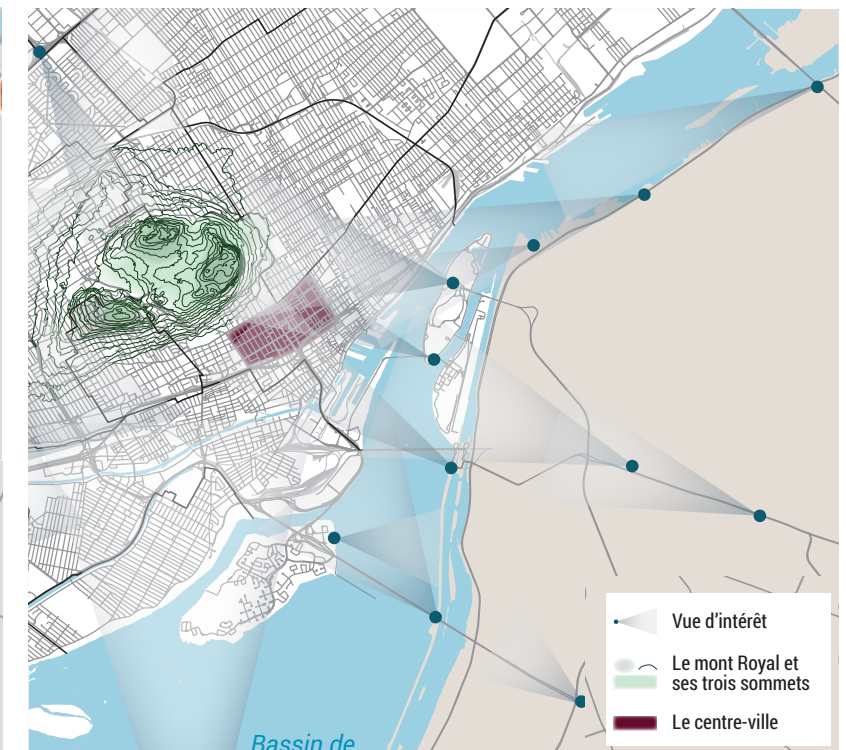 Bassin de
Vue d'intérêt
Le mont Royal et
ses trois sommets
Le centre-ville